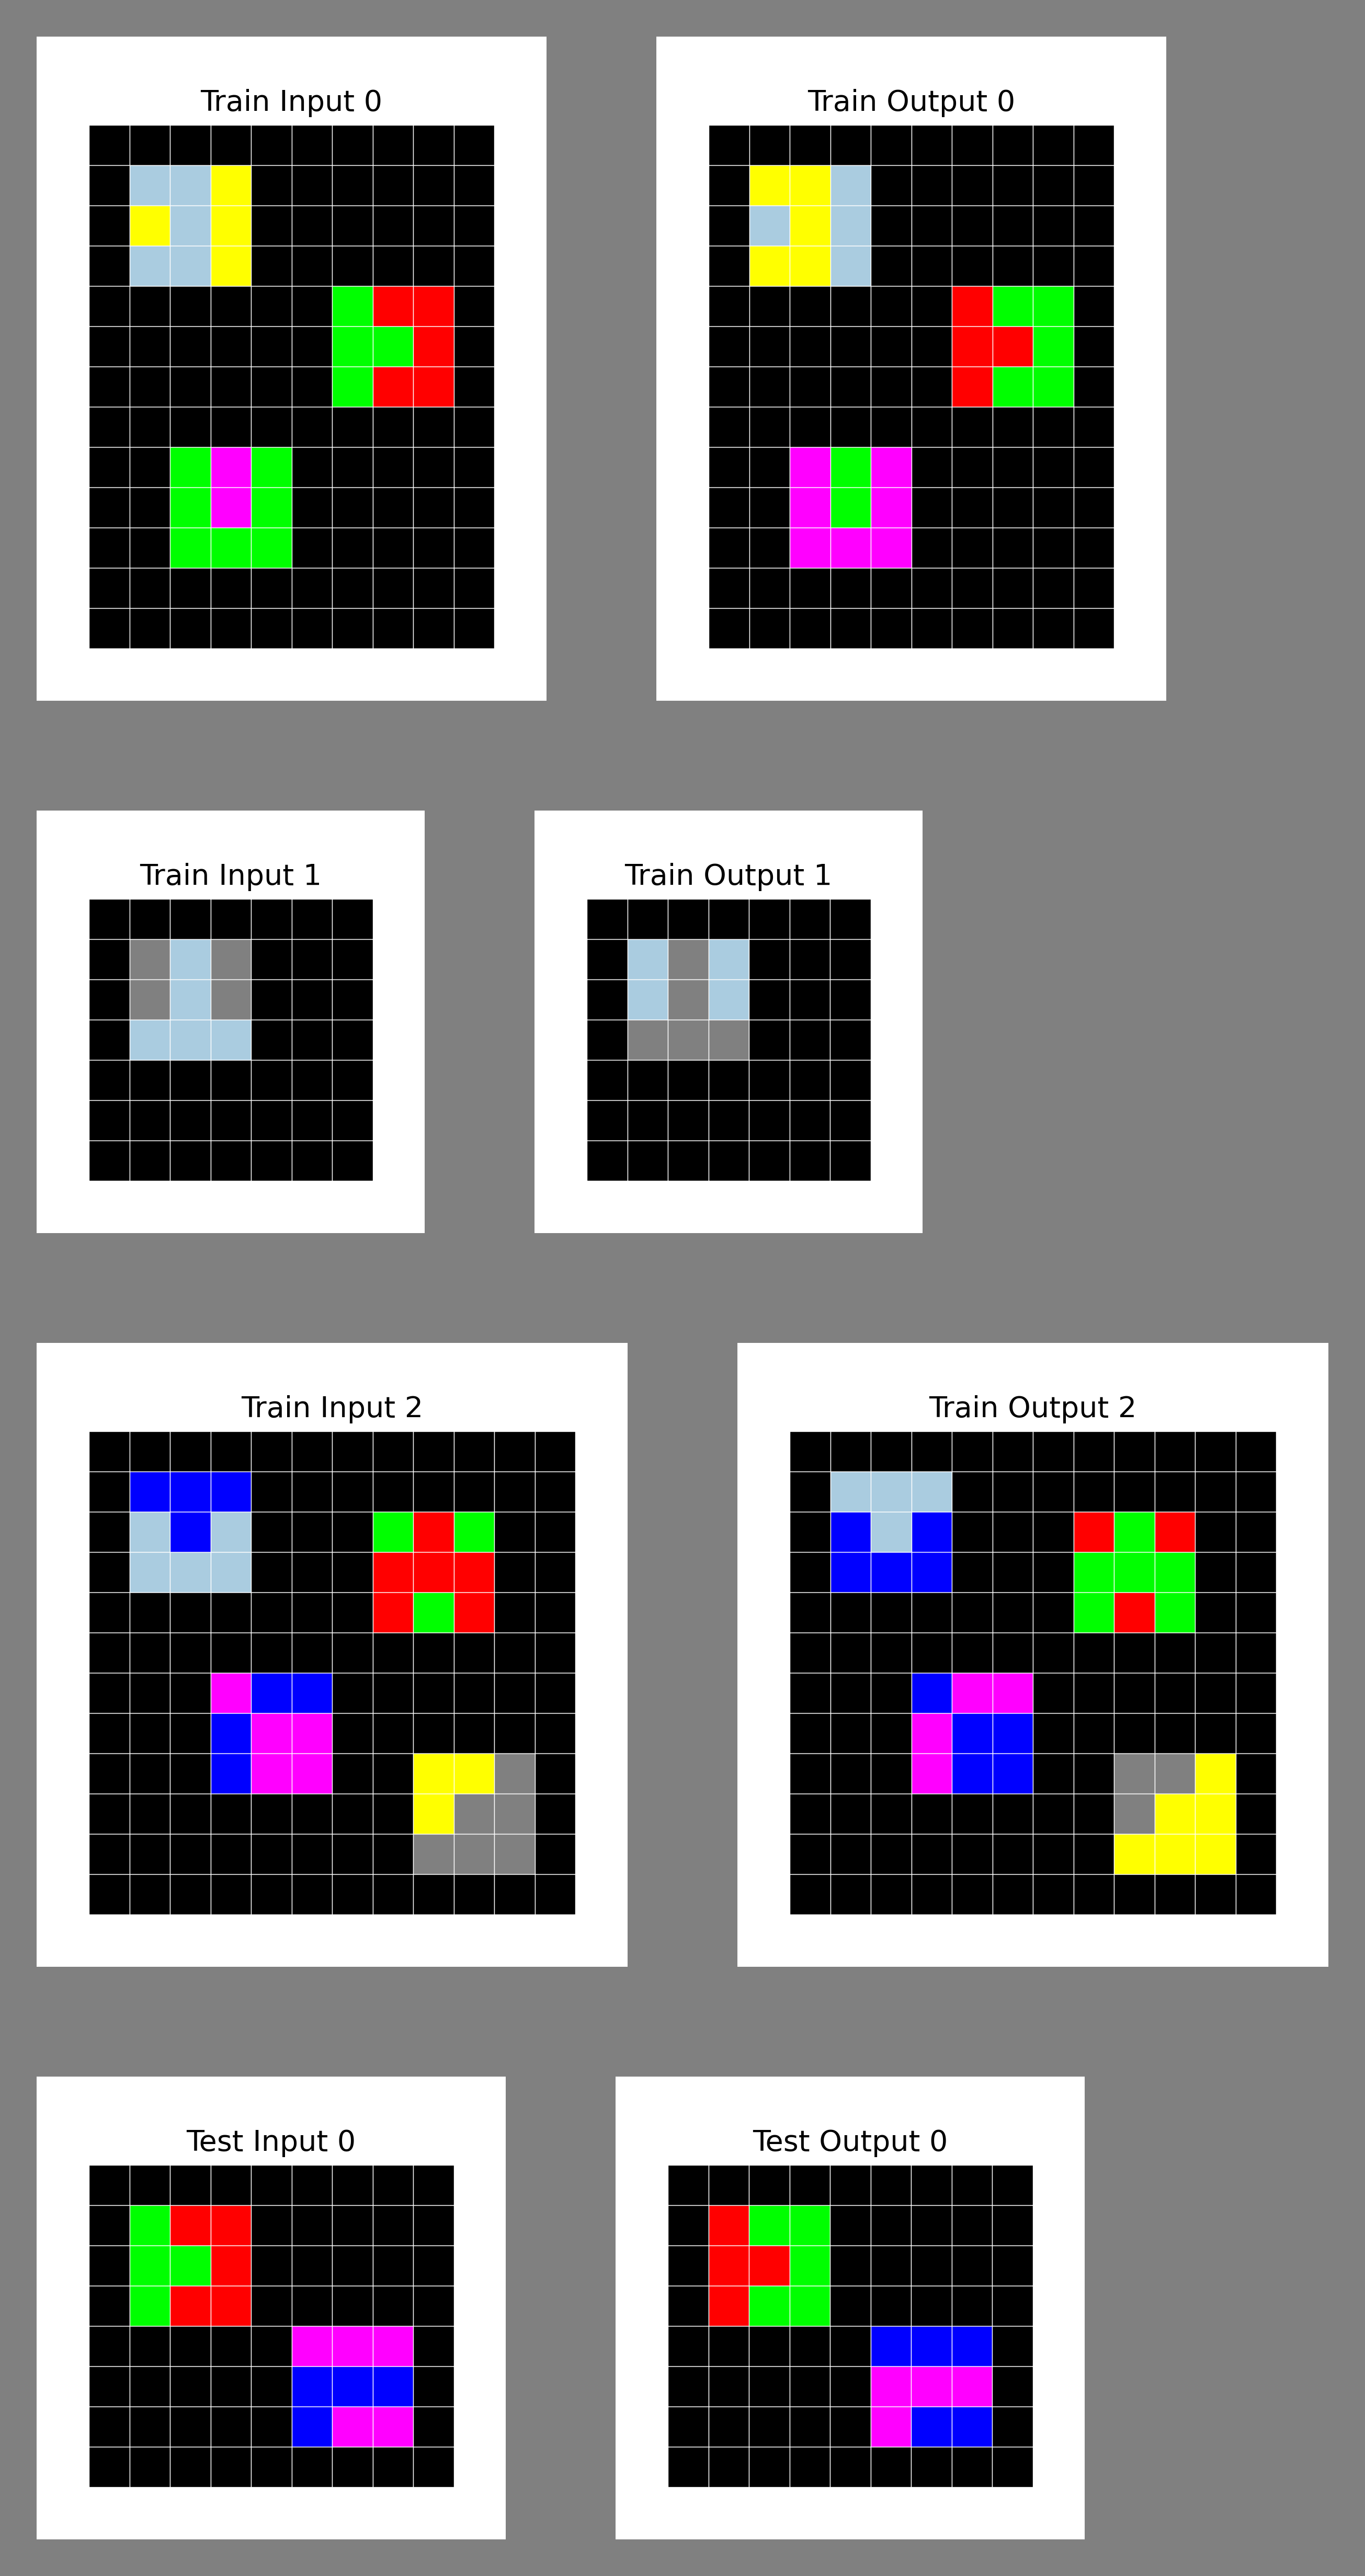 Train Input 0
Train Output 0
Train Input 1
Train Output 1
Train Input 2
Train Output 2
Test Input 0
Test Output 0